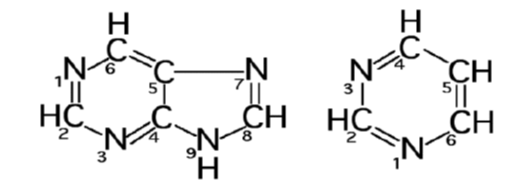 H
C
N 6 C N
1 5 7
HC C CH
2 N 4 N 8
3 9 H
H
C
N 4 CH
3 5
HC CH
2 N 6
1